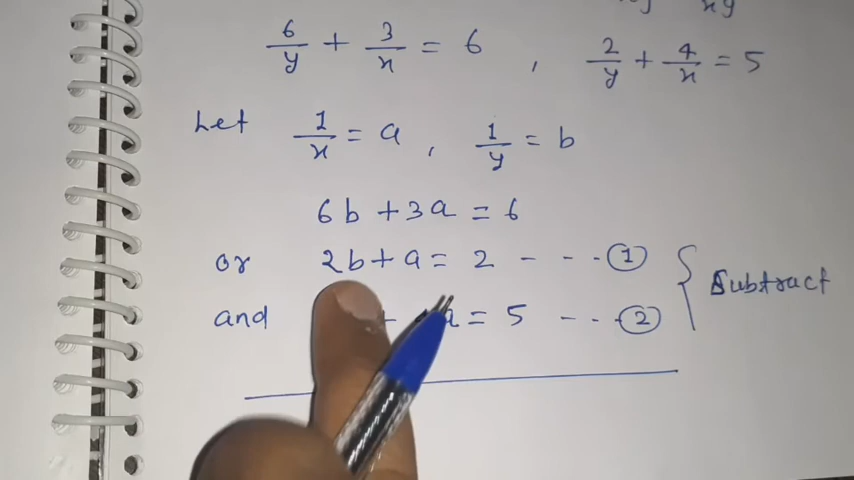 xy
6/y + 3/x = 6 , 2/y + 4/x = 5
Let 1/x = a , 1/y = b
6b + 3a = 6
or 2b + a = 2 - - - ①
and + a = 5 - - - ②
Subtract